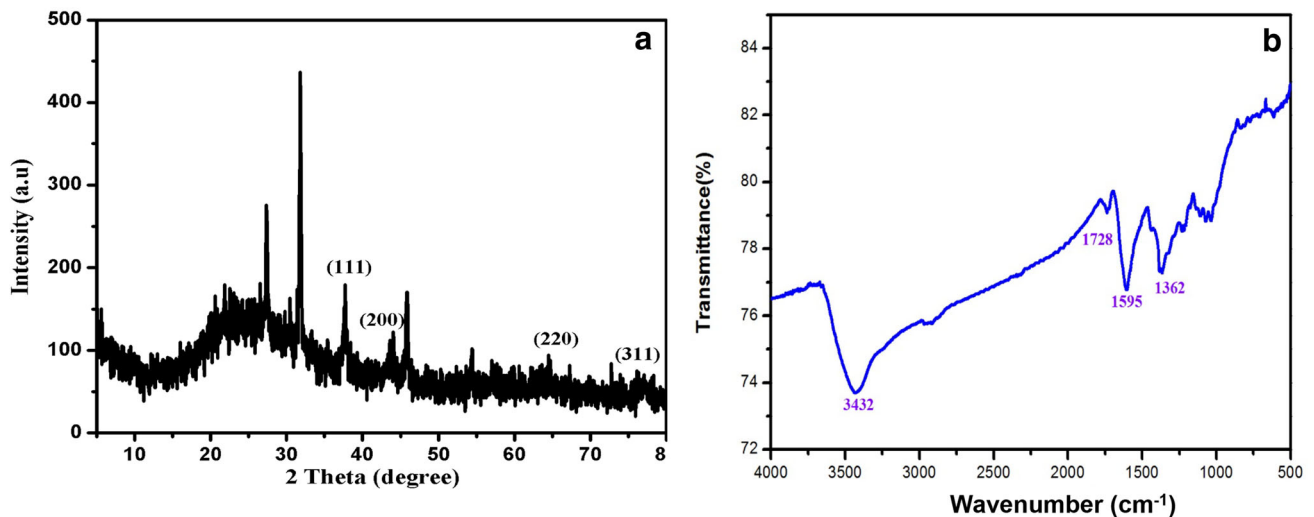 a
500
400
300
200
100
0
Intensity (a.u)
(111)
(200)
(220)
(311)
10 20 30 40 50 60 70 8
2 Theta (degree)
b
84
82
80
78
76
74
72
Transmittance(%)
1728
1595
1362
3432
4000 3500 3000 2500 2000 1500 1000 500
Wavenumber (cm⁻¹)